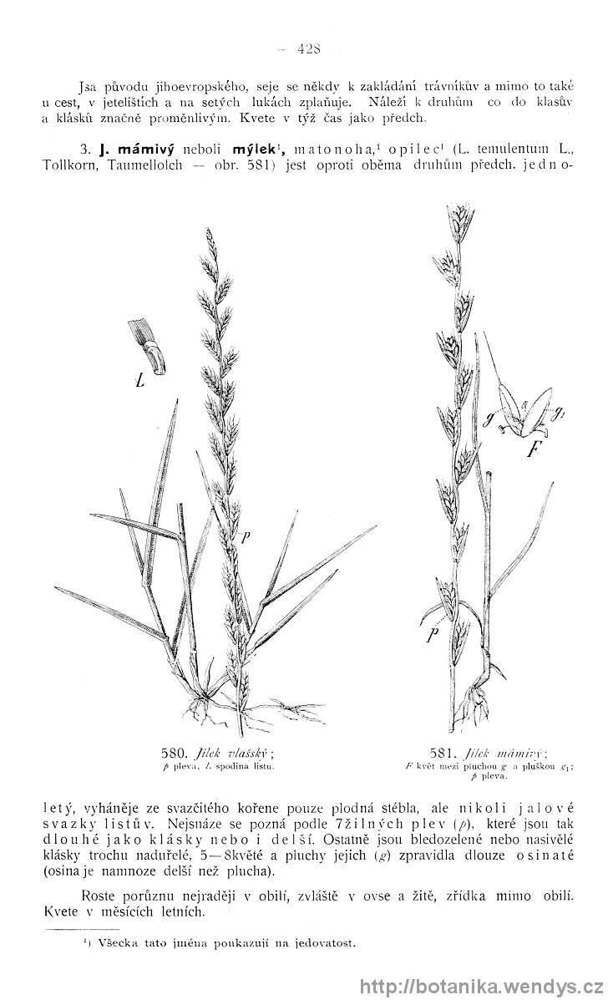 — 428
Jsa původu jihoevropského, seje se někdy k zakládání trávníkův a mimo to také
u cest, v jetelištích a na setých lukách zplaňuje. Náleží k druhům co do klasův
a klásků značně proměnlivým. Kvete v týž čas jako předch.
3. J. mámivý neboli mýlek¹, matonoha,¹ opilec¹ (L. temulentum L.,
Tollkorn, Taumellolch — obr. 581) jest oproti oběma druhům předch. jedno-
L
p
g
a
g₁
F
p
580. Jílek vlašský;
p pleva, L spodina listu.
581. Jílek mámivý;
F květ mezi pluchou g a pluškou g₁;
p pleva.
letý, vyháněje ze svazčitého kořene pouze plodná stébla, ale nikoli jalové
svazky listův. Nejsnáze se pozná podle 7žilných plev (p), které jsou tak
dlouhé jako klásky nebo i delší. Ostatně jsou bledozelené nebo nasivělé
klásky trochu naduřelé, 5—8květé a pluchy jejich (g) zpravidla dlouze osinaté
(osina je namnoze delší než plucha).
Roste porůznu nejraději v obilí, zvláště v ovse a žitě, zřídka mimo obilí.
Kvete v měsících letních.
¹) Všecka tato jména poukazují na jedovatost.
http://botanika.wendys.cz